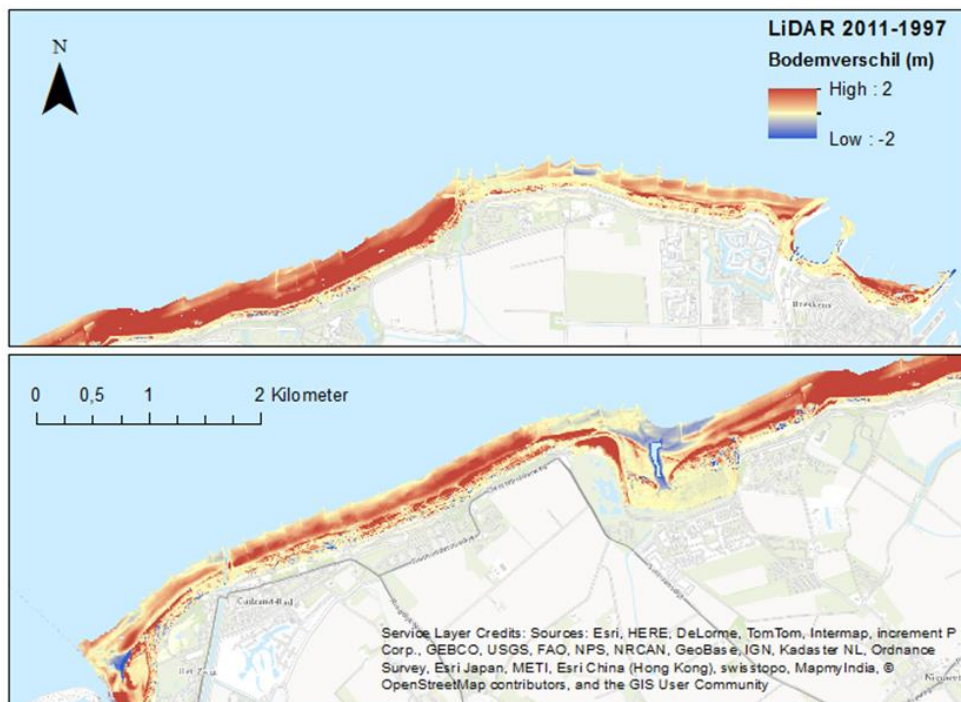 LiDAR 2011-1997
Bodemverschil (m)
N
High : 2
Low : -2
Breskens
0 0,5 1 2 Kilometer
Cadzand-Bad
Het Zwin
Service Layer Credits: Sources: Esri, HERE, DeLorme, TomTom, Intermap, increment P
Corp., GEBCO, USGS, FAO, NPS, NRCAN, GeoBase, IGN, Kadaster NL, Ordnance
Survey, Esri Japan, METI, Esri China (Hong Kong), swisstopo, MapmyIndia, ©
OpenStreetMap contributors, and the GIS User Community